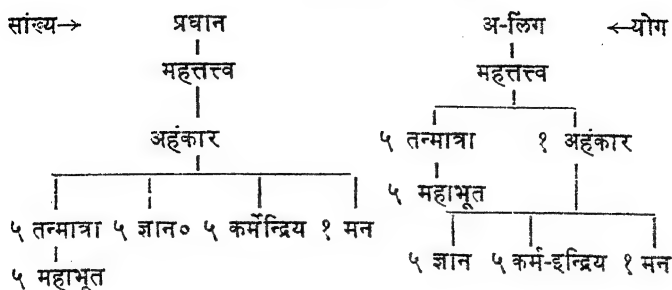 सांख्य→ प्रधान अ-लिंग ←योग
महत्तत्त्व महत्तत्त्व
अहंकार ५ तन्मात्रा १ अहंकार
५ महाभूत
५ तन्मात्रा ५ ज्ञान० ५ कर्मेन्द्रिय १ मन
५ ज्ञान ५ कर्म-इन्द्रिय १ मन
५ महाभूत